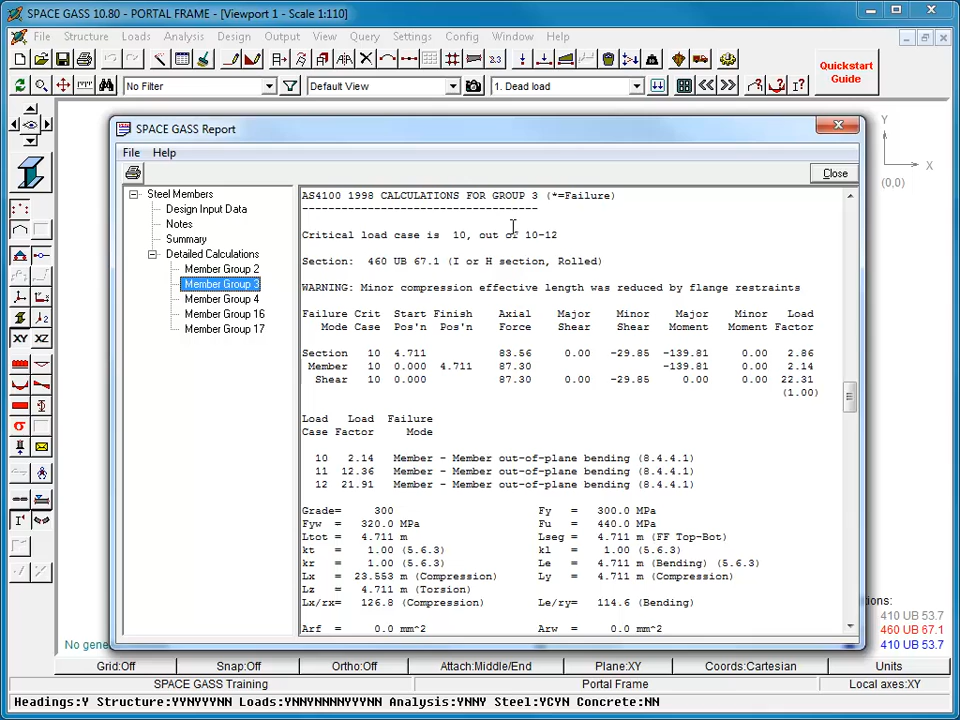 SPACE GASS 10.80 - PORTAL FRAME - [Viewport 1 - Scale 1:110]
File Structure Loads Analysis Design Output View Query Settings Config Window Help
No Filter Default View 1. Dead load
Quickstart
Guide
SPACE GASS Report
File Help
Close
Steel Members
Design Input Data
Notes
Summary
Detailed Calculations
Member Group 2
Member Group 3
Member Group 4
Member Group 16
Member Group 17
AS4100 1998 CALCULATIONS FOR GROUP 3 (*=Failure)
------------------------------------
Critical load case is 10, out of 10-12
Section: 460 UB 67.1 (I or H section, Rolled)
WARNING: Minor compression effective length was reduced by flange restraints
Failure Crit Start Finish Axial Major Minor Major Minor Load
Mode Case Pos'n Pos'n Force Shear Shear Moment Moment Factor
Section 10 4.711 83.56 0.00 -29.85 -139.81 0.00 2.86
Member 10 0.000 4.711 87.30 -139.81 0.00 2.14
Shear 10 0.000 87.30 0.00 -29.85 0.00 0.00 22.31
(1.00)
Load Load Failure
Case Factor Mode
10 2.14 Member - Member out-of-plane bending (8.4.4.1)
11 12.36 Member - Member out-of-plane bending (8.4.4.1)
12 21.91 Member - Member out-of-plane bending (8.4.4.1)
Grade= 300 Fy = 300.0 MPa
Fyw = 320.0 MPa Fu = 440.0 MPa
Ltot = 4.711 m Lseg = 4.711 m (FF Top-Bot)
kt = 1.00 (5.6.3) kl = 1.00 (5.6.3)
kr = 1.00 (5.6.3) Le = 4.711 m (Bending) (5.6.3)
Lx = 23.553 m (Compression) Ly = 4.711 m (Compression)
Lz = 4.711 m (Torsion)
Lx/rx= 126.8 (Compression) Le/ry= 114.6 (Bending)
Arf = 0.0 mm^2 Arw = 0.0 mm^2
Y
X
(0,0)
XY XZ
No gene
ions:
410 UB 53.7
460 UB 67.1
410 UB 53.7
Grid:Off Snap:Off Ortho:Off Attach:Middle/End Plane:XY Coords:Cartesian Units
SPACE GASS Training Portal Frame Local axes:XY
Headings:Y Structure:YYNYYYNN Loads:YNNYNNNNYYYNN Analysis:YNNY Steel:YCYN Concrete:NN